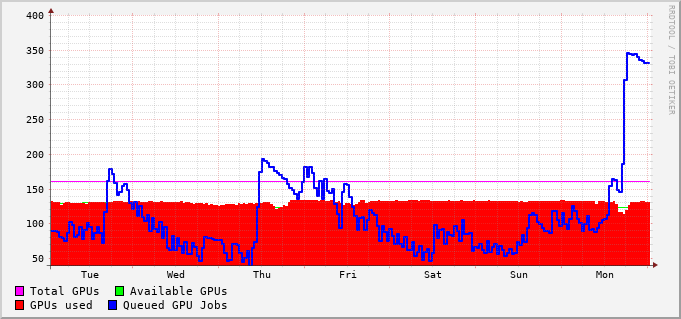 400
350
300
250
200
150
100
50
Tue Wed Thu Fri Sat Sun Mon
Total GPUs Available GPUs
GPUs used Queued GPU Jobs
RRDTOOL / TOBI OETIKER